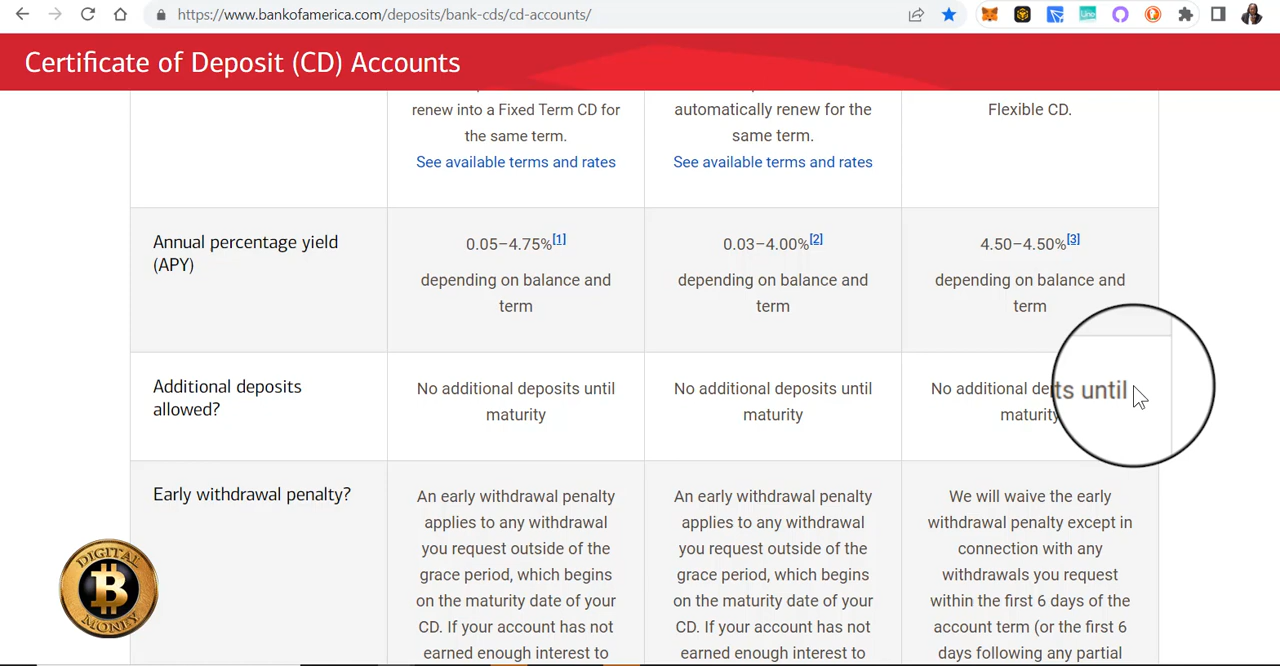 https://www.bankofamerica.com/deposits/bank-cds/cd-accounts/
Uno
Certificate of Deposit (CD) Accounts
renew into a Fixed Term CD for
the same term.
See available terms and rates
automatically renew for the
same term.
See available terms and rates
Flexible CD.
Annual percentage yield
(APY)
0.05–4.75%[1]
depending on balance and
term
0.03–4.00%[2]
depending on balance and
term
4.50–4.50%[3]
depending on balance and
term
Additional deposits
allowed?
No additional deposits until
maturity
No additional deposits until
maturity
No additional de ts until
maturity
Early withdrawal penalty?
An early withdrawal penalty
applies to any withdrawal
you request outside of the
grace period, which begins
on the maturity date of your
CD. If your account has not
earned enough interest to
An early withdrawal penalty
applies to any withdrawal
you request outside of the
grace period, which begins
on the maturity date of your
CD. If your account has not
earned enough interest to
We will waive the early
withdrawal penalty except in
connection with any
withdrawals you request
within the first 6 days of the
account term (or the first 6
days following any partial
DIGITAL
B
MONEY